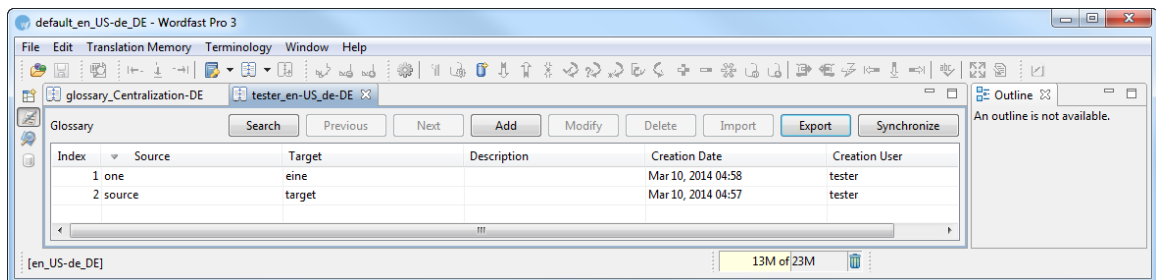 default_en_US-de_DE - Wordfast Pro 3
File Edit Translation Memory Terminology Window Help
glossary_Centralization-DE tester_en-US_de-DE Outline
Glossary Search Previous Next Add Modify Delete Import Export Synchronize An outline is not available.
Index Source Target Description Creation Date Creation User
1 one eine Mar 10, 2014 04:58 tester
2 source target Mar 10, 2014 04:57 tester
[en_US-de_DE] 13M of 23M